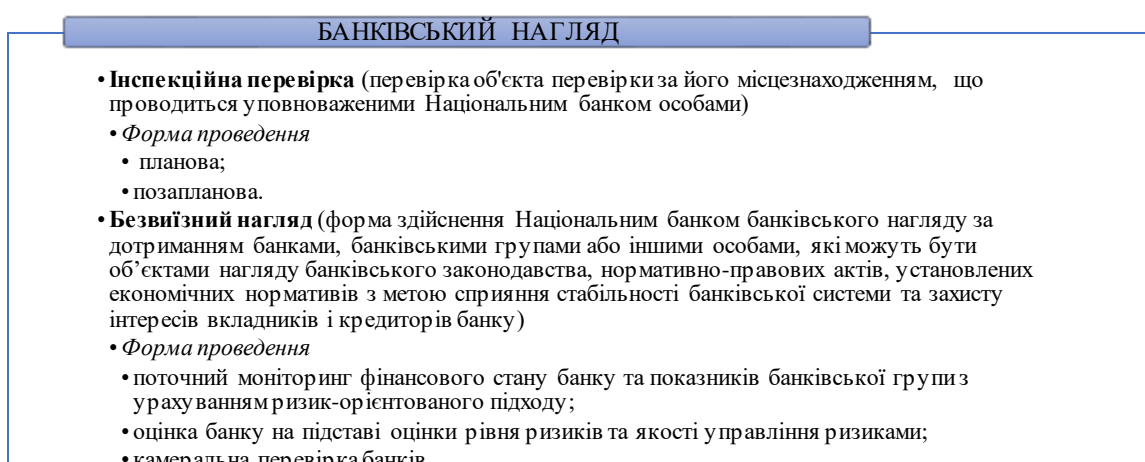 БАНКІВСЬКИЙ НАГЛЯД
• Інспекційна перевірка (перевірка об'єкта перевірки за його місцезнаходженням, що
проводиться уповноваженими Національним банком особами)
• Форма проведення
• планова;
• позапланова.
• Безвиїзний нагляд (форма здійснення Національним банком банківського нагляду за
дотриманням банками, банківськими групами або іншими особами, які можуть бути
об’єктами нагляду банківського законодавства, нормативно-правових актів, установлених
економічних нормативів з метою сприяння стабільності банківської системи та захисту
інтересів вкладників і кредиторів банку)
• Форма проведення
• поточний моніторинг фінансового стану банку та показників банківської групи з
урахуванням ризик-орієнтованого підходу;
• оцінка банку на підставі оцінки рівня ризиків та якості управління ризиками;
• камеральна перевірка банків